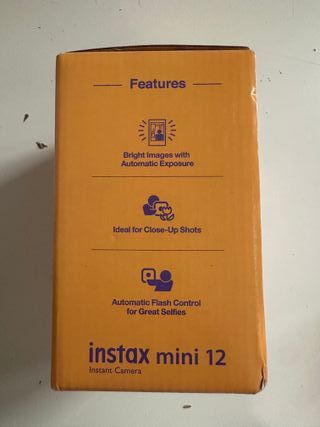 Features
Bright Images with
Automatic Exposure
Ideal for Close-Up Shots
Automatic Flash Control
for Great Selfies
instax mini 12
Instant Camera